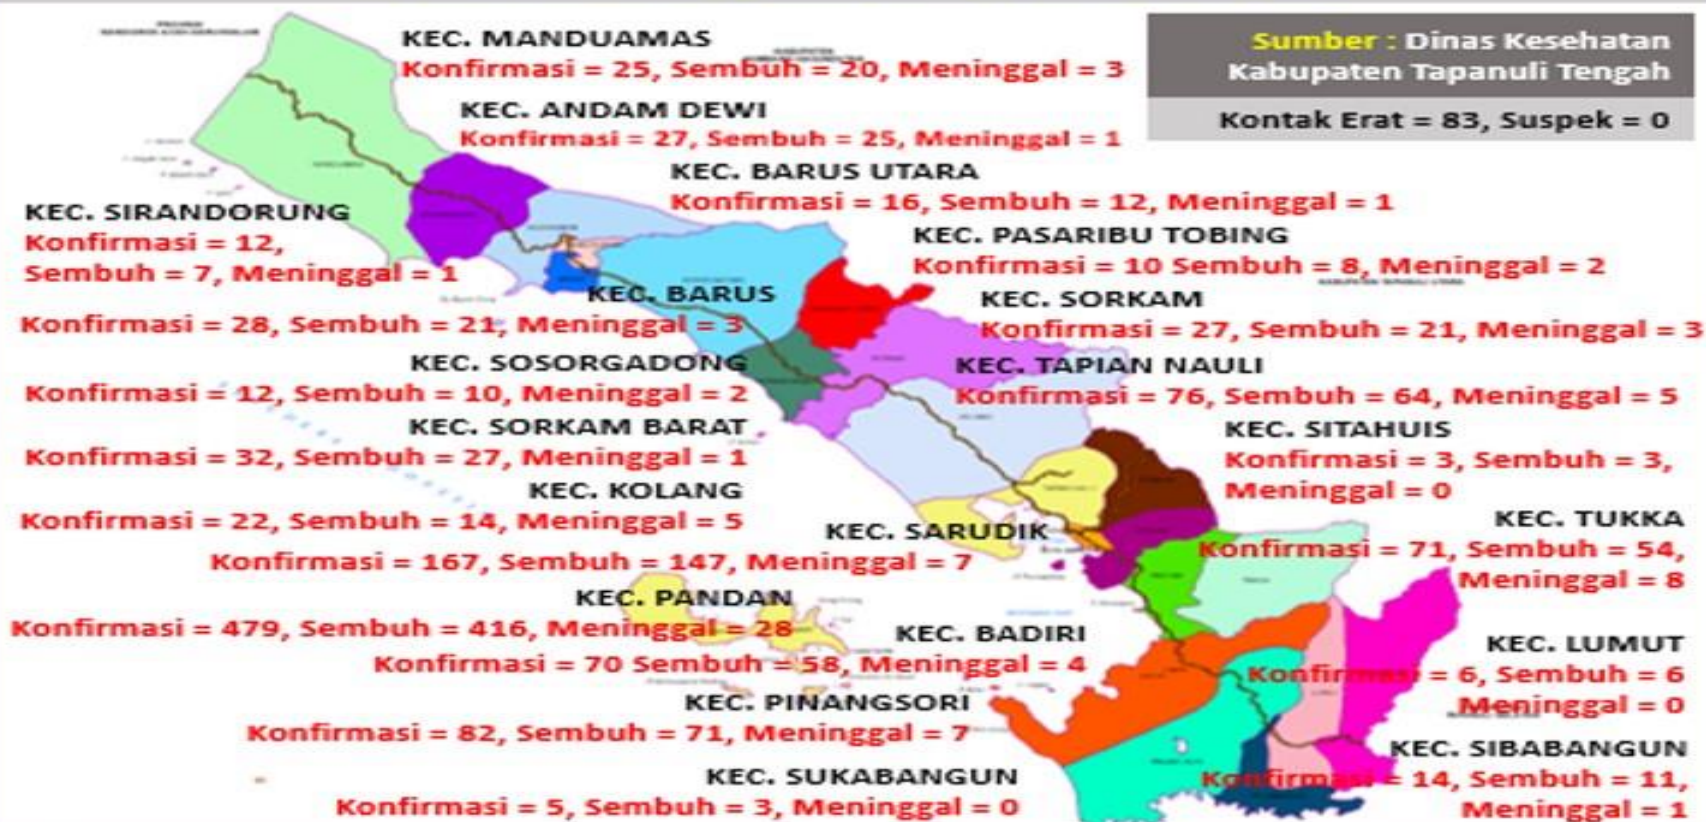 KEC. MANDUAMAS
Konfirmasi = 25, Sembuh = 20, Meninggal = 3
Sumber : Dinas Kesehatan
Kabupaten Tapanuli Tengah
Kontak Erat = 83, Suspek = 0
KEC. ANDAM DEWI
Konfirmasi = 27, Sembuh = 25, Meninggal = 1
KEC. BARUS UTARA
Konfirmasi = 16, Sembuh = 12, Meninggal = 1
KEC. SIRANDORUNG
Konfirmasi = 12,
Sembuh = 7, Meninggal = 1
KEC. PASARIBU TOBING
Konfirmasi = 10 Sembuh = 8, Meninggal = 2
KEC. BARUS
Konfirmasi = 28, Sembuh = 21, Meninggal = 3
KEC. SORKAM
Konfirmasi = 27, Sembuh = 21, Meninggal = 3
KEC. SOSORGADONG
Konfirmasi = 12, Sembuh = 10, Meninggal = 2
KEC. TAPIAN NAULI
Konfirmasi = 76, Sembuh = 64, Meninggal = 5
KEC. SORKAM BARAT
Konfirmasi = 32, Sembuh = 27, Meninggal = 1
KEC. SITAHUIS
Konfirmasi = 3, Sembuh = 3,
Meninggal = 0
KEC. KOLANG
Konfirmasi = 22, Sembuh = 14, Meninggal = 5
KEC. SARUDIK
Konfirmasi = 167, Sembuh = 147, Meninggal = 7
KEC. TUKKA
Konfirmasi = 71, Sembuh = 54,
Meninggal = 8
KEC. PANDAN
Konfirmasi = 479, Sembuh = 416, Meninggal = 28
KEC. BADIRI
Konfirmasi = 70 Sembuh = 58, Meninggal = 4
KEC. LUMUT
Konfirmasi = 6, Sembuh = 6
Meninggal = 0
KEC. PINANGSORI
Konfirmasi = 82, Sembuh = 71, Meninggal = 7
KEC. SIBABANGUN
Konfirmasi = 14, Sembuh = 11,
Meninggal = 1
KEC. SUKABANGUN
Konfirmasi = 5, Sembuh = 3, Meninggal = 0